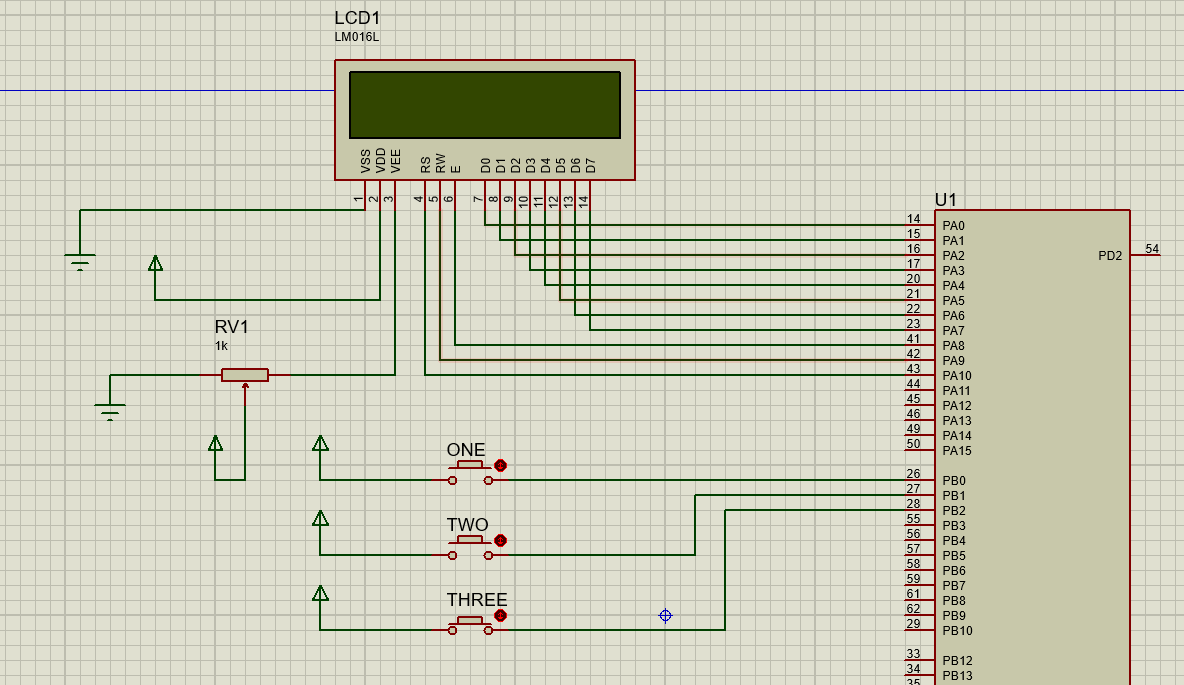 LCD1
LM016L
VSS
VDD
VEE
RS
RW
E
D0
D1
D2
D3
D4
D5
D6
D7
1
2
3
4
5
6
7
8
9
10
11
12
13
14
U1
14 PA0
15 PA1
16 PA2
17 PA3
20 PA4
21 PA5
22 PA6
23 PA7
41 PA8
42 PA9
43 PA10
44 PA11
45 PA12
46 PA13
49 PA14
50 PA15
PD2 54
RV1
1k
ONE
TWO
THREE
26 PB0
27 PB1
28 PB2
55 PB3
56 PB4
57 PB5
58 PB6
59 PB7
61 PB8
62 PB9
29 PB10
33 PB12
34 PB13
35